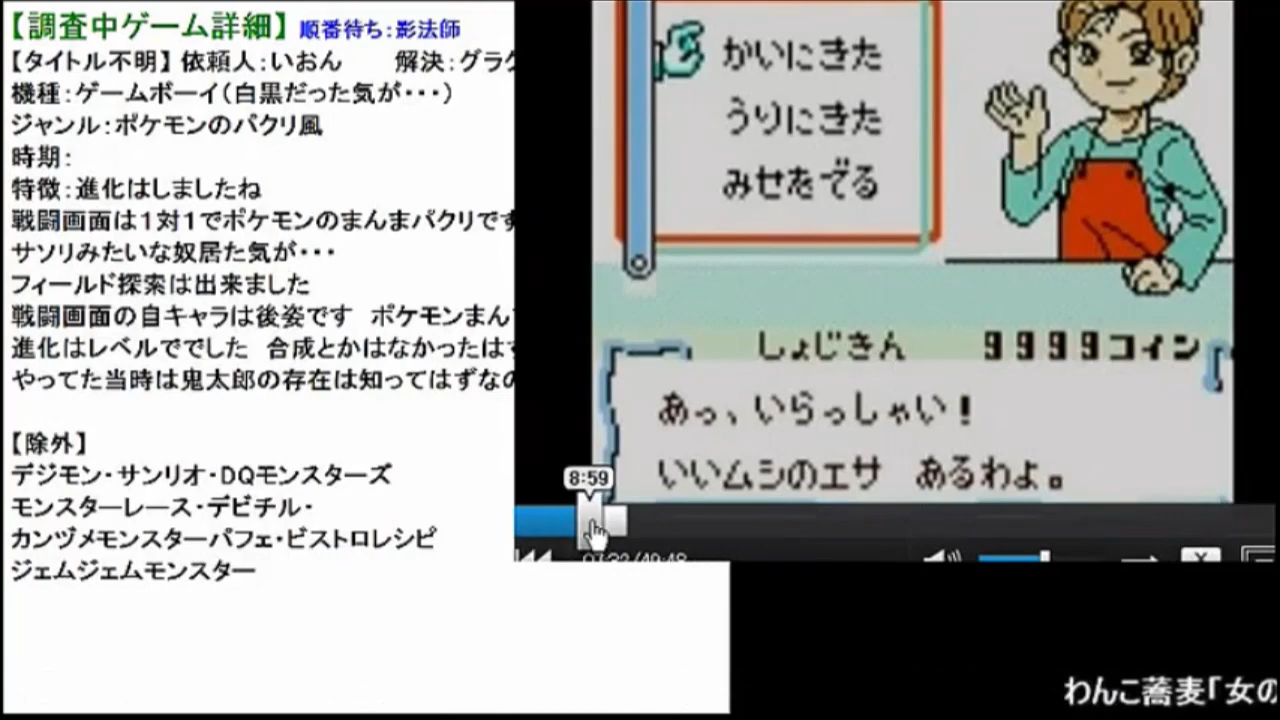 【調査中ゲーム詳細】 順番待ち：影法師
【タイトル不明】 依頼人：いおん 解決：グラ
機種：ゲームボーイ（白黒だった気が・・・）
ジャンル：ポケモンのパクリ風
時期：
特徴：進化はしましたね
戦闘画面は１対１でポケモンのまんまパクリです
サソリみたいな奴居た気が・・・
フィールド探索は出来ました
戦闘画面の自キャラは後姿です ポケモンまん
進化はレベルででした 合成とかはなかったはず
やってた当時は鬼太郎の存在は知ってはずなの
【除外】
デジモン・サンリオ・DQモンスターズ
モンスターレース・デビチル・
カンヅメモンスターパフェ・ビストロレシピ
ジェムジェムモンスター
かいにきた
うりにきた
みせをでる
しょじきん 9999コイン
あっ、いらっしゃい！
いいムシのエサ あるわよ。
8:59
わんこ蕎麦「女の